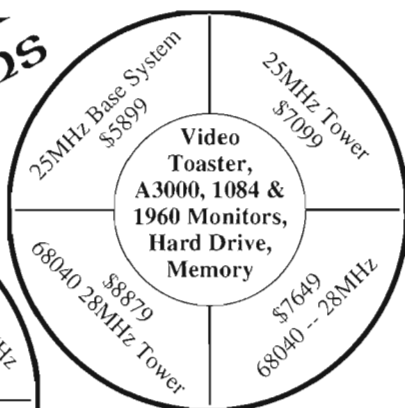 25MHz Base System
$5899
25MHz Tower
$7099
Video
Toaster,
A3000, 1084 &
1960 Monitors,
Hard Drive,
Memory
$8879
68040 28MHz Tower
$7649
68040 -- 28MHz